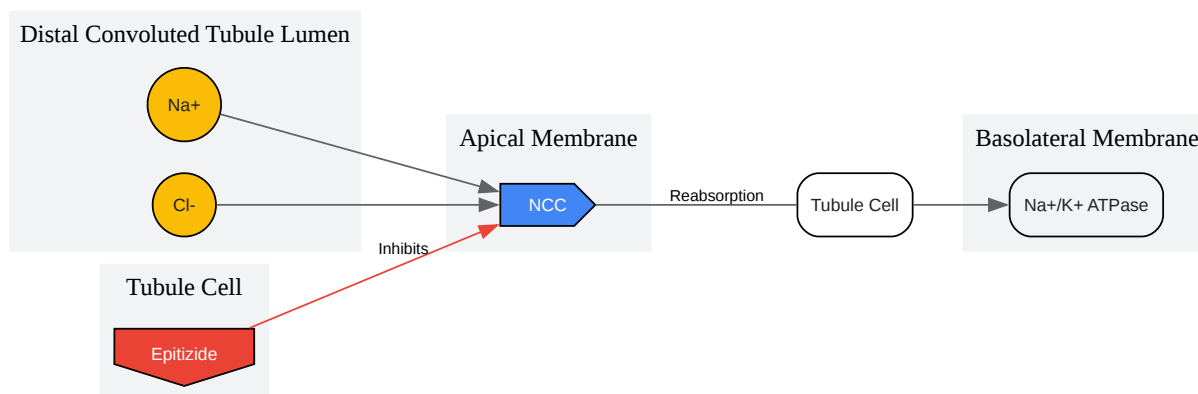 Distal Convoluted Tubule Lumen
Na+
Cl-
Apical Membrane
NCC
Reabsorption
Tubule Cell
Basolateral Membrane
Na+/K+ ATPase
Inhibits
Tubule Cell
Epitizide